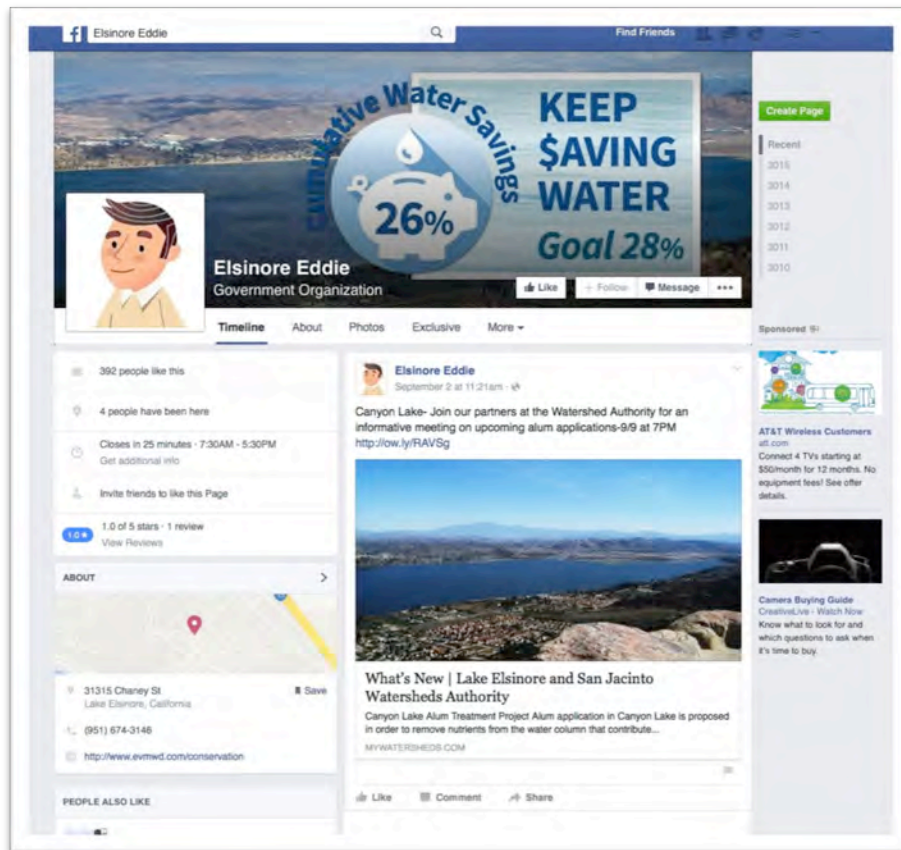 f Elsinore Eddie
Find Friends
Cumulative Water Savings
26%
KEEP
$AVING
WATER
Goal 28%
Elsinore Eddie
Government Organization
Like
+ Follow
Message
Timeline
About
Photos
Exclusive
More
Create Page
Recent
2015
2014
3013
3012
3011
3010
Sponsored
392 people like this
4 people have been here
Closes in 25 minutes · 7:30AM - 5:30PM
Get additional info
Invite friends to like this Page
1.0 ★
1.0 of 5 stars · 1 review
View Reviews
ABOUT
31315 Chaney St
Lake Elsinore, California
Save
(951) 674-3146
http://www.evmwd.com/conservation
PEOPLE ALSO LIKE
Elsinore Eddie
September 2 at 11:21am ·
Canyon Lake- Join our partners at the Watershed Authority for an
informative meeting on upcoming alum applications-9/9 at 7PM
http://ow.ly/RAVSg
What's New | Lake Elsinore and San Jacinto
Watersheds Authority
Canyon Lake Alum Treatment Project Alum application in Canyon Lake is proposed
in order to remove nutrients from the water column that contribute...
MYWATERSHEDS.COM
Like
Comment
Share
AT&T Wireless Customers
att.com
Connect 4 TVs starting at
$50/month for 12 months. No
equipment fees! See offer
details.
Camera Buying Guide
CreativeLive - Watch Now
Know what to look for and
which questions to ask when
it's time to buy.